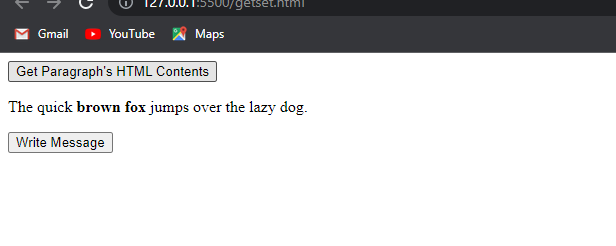 127.0.0.1:5500/getset.html
Gmail YouTube Maps
Get Paragraph's HTML Contents
The quick brown fox jumps over the lazy dog.
Write Message